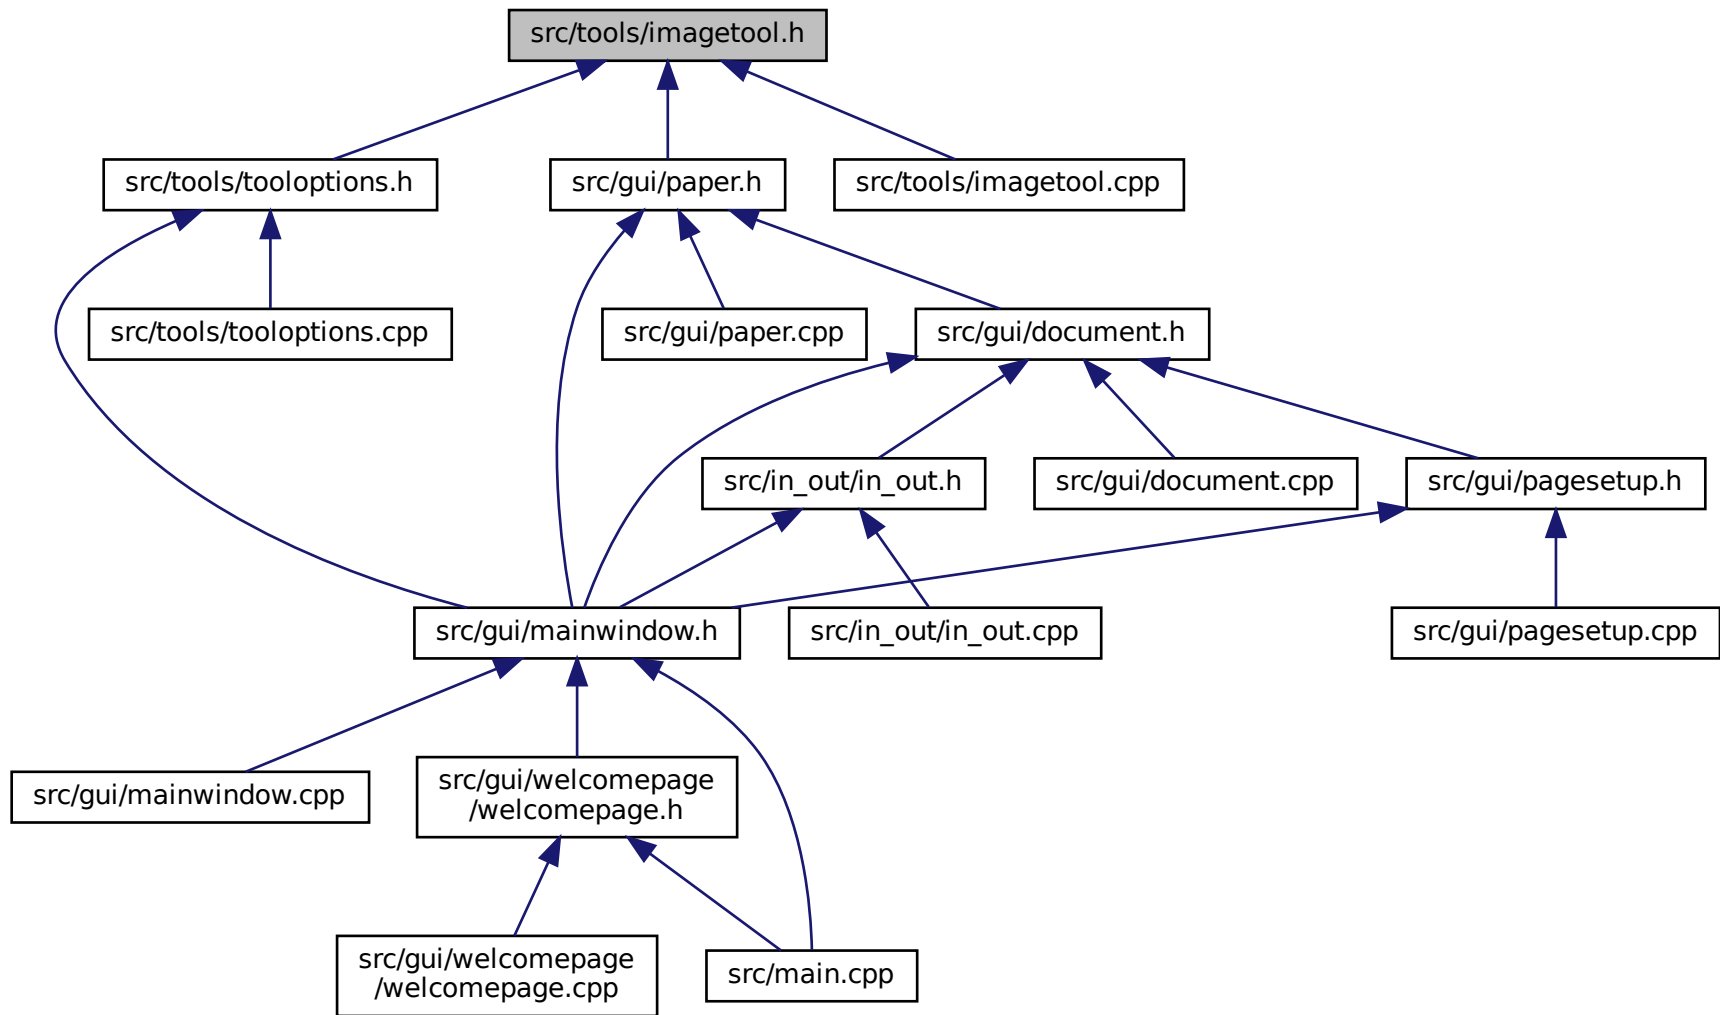 src/tools/imagetool.h
src/tools/tooloptions.h
src/gui/paper.h
src/tools/imagetool.cpp
src/tools/tooloptions.cpp
src/gui/paper.cpp
src/gui/document.h
src/in_out/in_out.h
src/gui/document.cpp
src/gui/pagesetup.h
src/gui/mainwindow.h
src/in_out/in_out.cpp
src/gui/pagesetup.cpp
src/gui/mainwindow.cpp
src/gui/welcomepage
/welcomepage.h
src/gui/welcomepage
/welcomepage.cpp
src/main.cpp